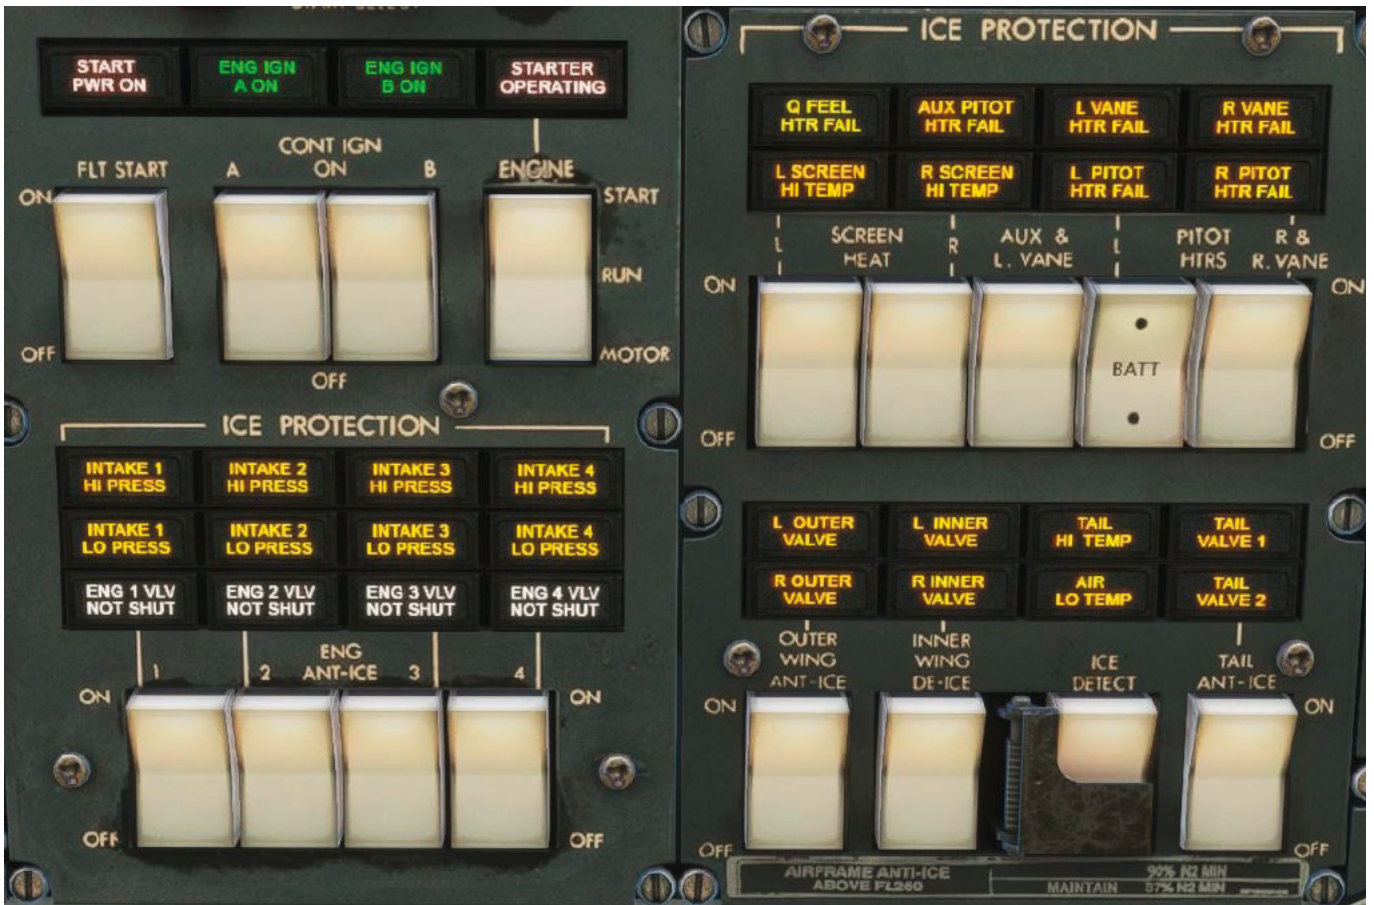 START
PWR ON
ENG IGN
A ON
ENG IGN
B ON
STARTER
OPERATING
CONT IGN
FLT START
A
ON
B
ENGINE
ON
START
RUN
OFF
MOTOR
OFF
ICE PROTECTION
INTAKE 1
HI PRESS
INTAKE 2
HI PRESS
INTAKE 3
HI PRESS
INTAKE 4
HI PRESS
INTAKE 1
LO PRESS
INTAKE 2
LO PRESS
INTAKE 3
LO PRESS
INTAKE 4
LO PRESS
ENG 1 VLV
NOT SHUT
ENG 2 VLV
NOT SHUT
ENG 3 VLV
NOT SHUT
ENG 4 VLV
NOT SHUT
ENG
1 2 ANT-ICE 3 4
ON
ON
OFF
OFF
ICE PROTECTION
Q FEEL
HTR FAIL
AUX PITOT
HTR FAIL
L VANE
HTR FAIL
R VANE
HTR FAIL
L SCREEN
HI TEMP
R SCREEN
HI TEMP
L PITOT
HTR FAIL
R PITOT
HTR FAIL
L
SCREEN
HEAT
R
AUX &
L. VANE
L
PITOT
HTRS
R &
R. VANE
ON
ON
BATT
OFF
OFF
L OUTER
VALVE
L INNER
VALVE
TAIL
HI TEMP
TAIL
VALVE 1
R OUTER
VALVE
R INNER
VALVE
AIR
LO TEMP
TAIL
VALVE 2
OUTER
WING
ANT-ICE
INNER
WING
DE-ICE
ICE
DETECT
TAIL
ANT-ICE
ON
ON
OFF
OFF
AIRFRAME ANTI-ICE
ABOVE FL260
90% N2 MIN
MAINTAIN 87% N2 MIN